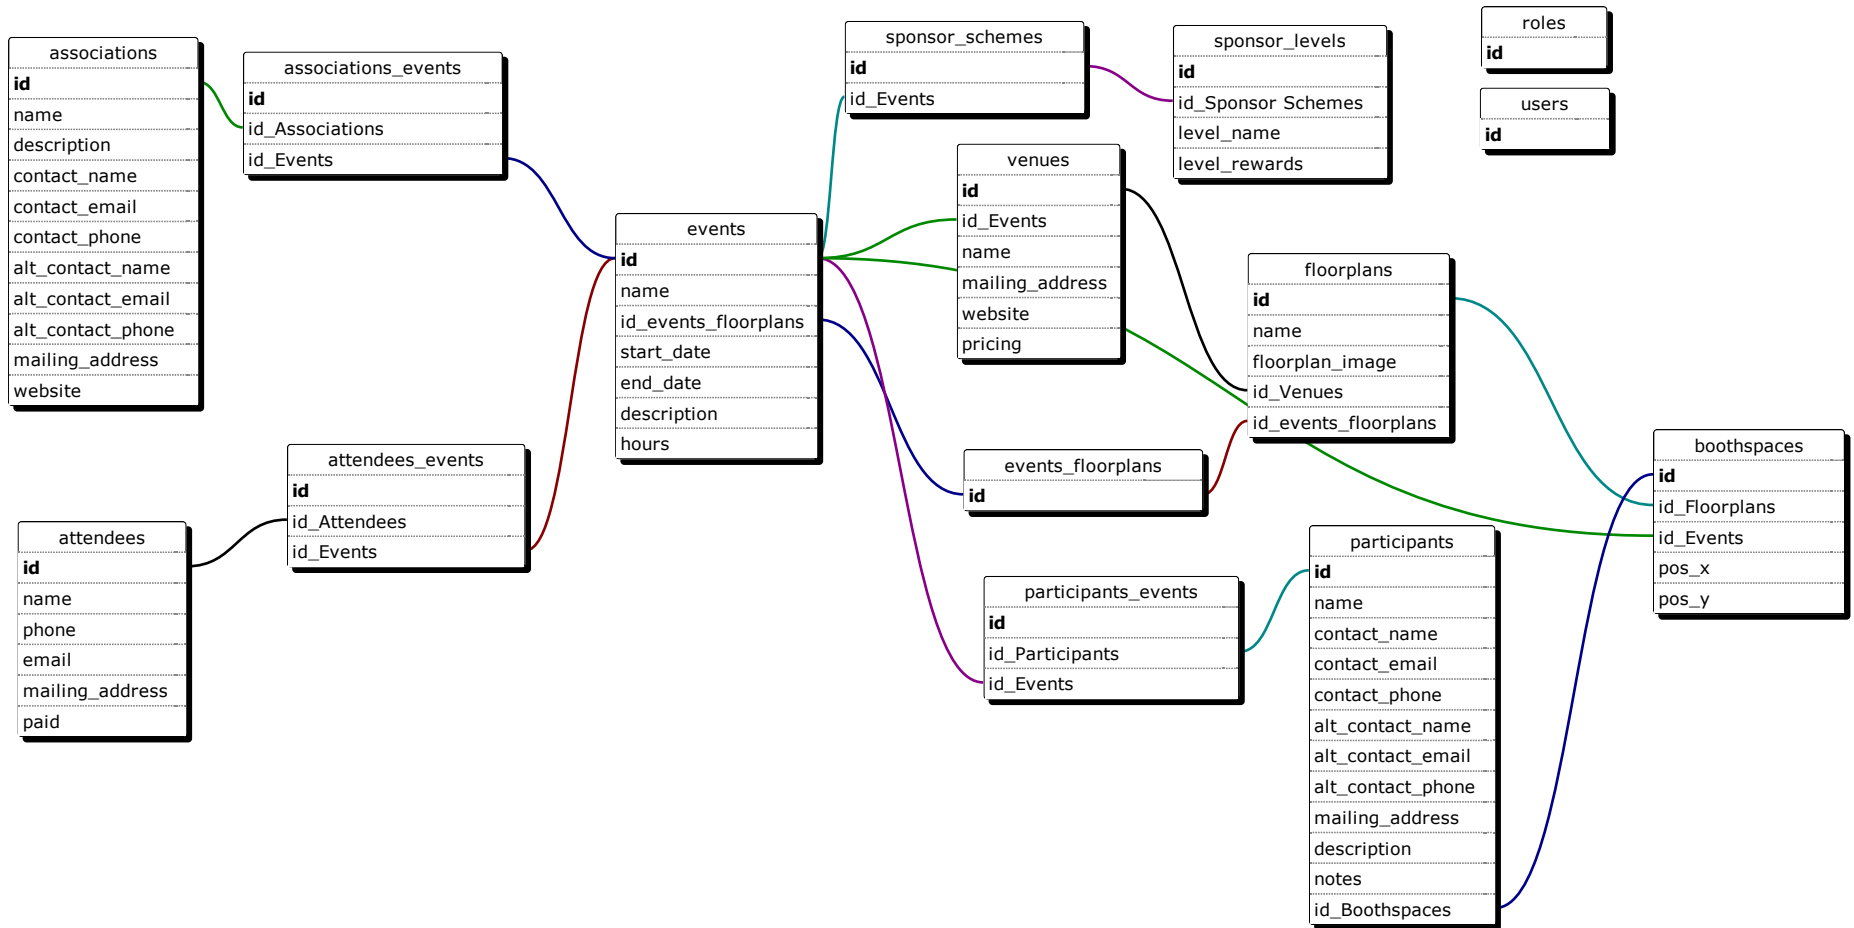 associations
id
name
description
contact_name
contact_email
contact_phone
alt_contact_name
alt_contact_email
alt_contact_phone
mailing_address
website
associations_events
id
id_Associations
id_Events
attendees_events
id
id_Attendees
id_Events
attendees
id
name
phone
email
mailing_address
paid
events
id
name
id_events_floorplans
start_date
end_date
description
hours
sponsor_schemes
id
id_Events
sponsor_levels
id
id_Sponsor Schemes
level_name
level_rewards
venues
id
id_Events
name
mailing_address
website
pricing
floorplans
id
name
floorplan_image
id_Venues
id_events_floorplans
events_floorplans
id
participants_events
id
id_Participants
id_Events
participants
id
name
contact_name
contact_email
contact_phone
alt_contact_name
alt_contact_email
alt_contact_phone
mailing_address
description
notes
id_Boothspaces
roles
id
users
id
boothspaces
id
id_Floorplans
id_Events
pos_x
pos_y